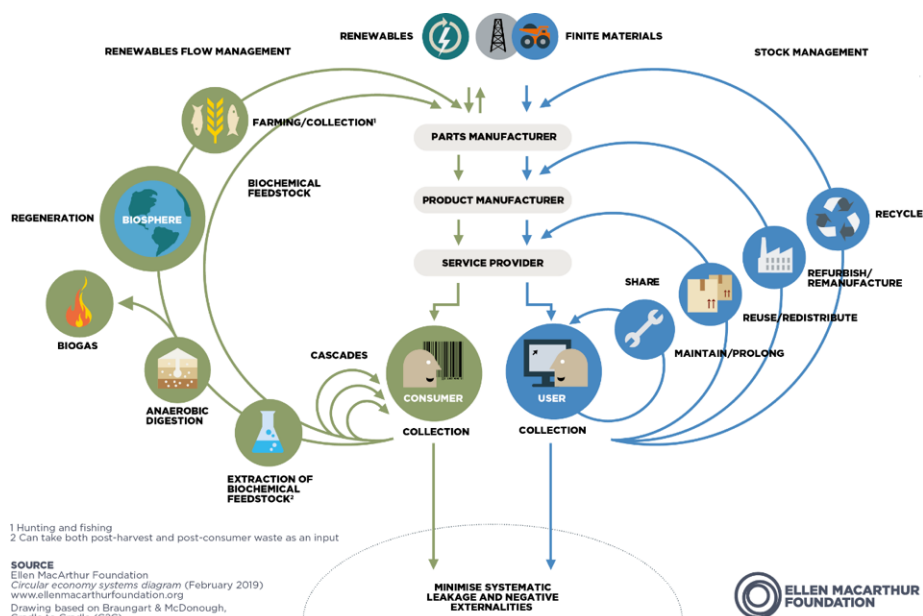 RENEWABLES
FINITE MATERIALS
RENEWABLES FLOW MANAGEMENT
STOCK MANAGEMENT
FARMING/COLLECTION¹
PARTS MANUFACTURER
BIOCHEMICAL
FEEDSTOCK
PRODUCT MANUFACTURER
REGENERATION
BIOSPHERE
RECYCLE
SERVICE PROVIDER
SHARE
REFURBISH/
REMANUFACTURE
REUSE/REDISTRIBUTE
BIOGAS
CASCADES
MAINTAIN/PROLONG
CONSUMER
USER
ANAEROBIC
DIGESTION
COLLECTION
COLLECTION
EXTRACTION OF
BIOCHEMICAL
FEEDSTOCK²
1 Hunting and fishing
2 Can take both post-harvest and post-consumer waste as an input
SOURCE
Ellen MacArthur Foundation
Circular economy systems diagram (February 2019)
www.ellenmacarthurfoundation.org
Drawing based on Braungart & McDonough,
MINIMISE SYSTEMATIC
LEAKAGE AND NEGATIVE
EXTERNALITIES
ELLEN MACARTHUR
FOUNDATION